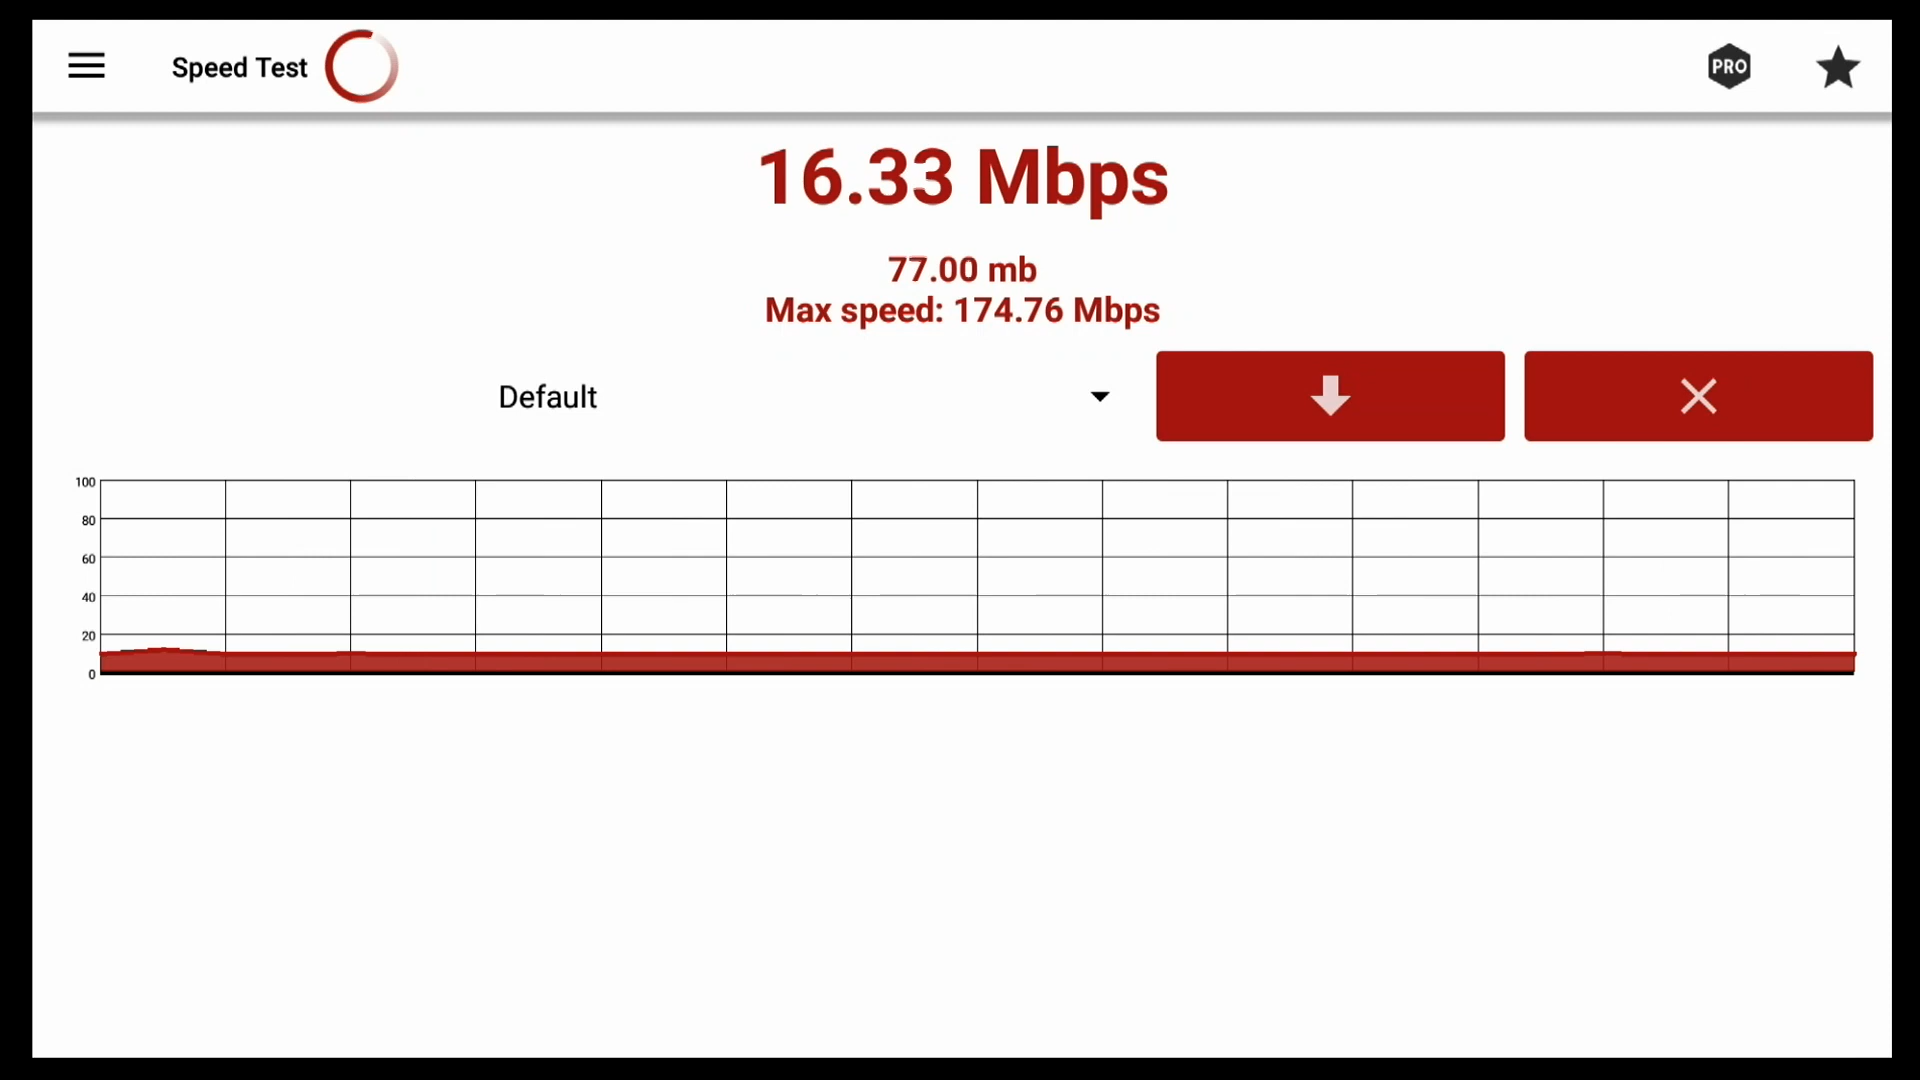 Speed Test
PRO
16.33 Mbps
77.00 mb
Max speed: 174.76 Mbps
Default
100
80
60
40
20
0